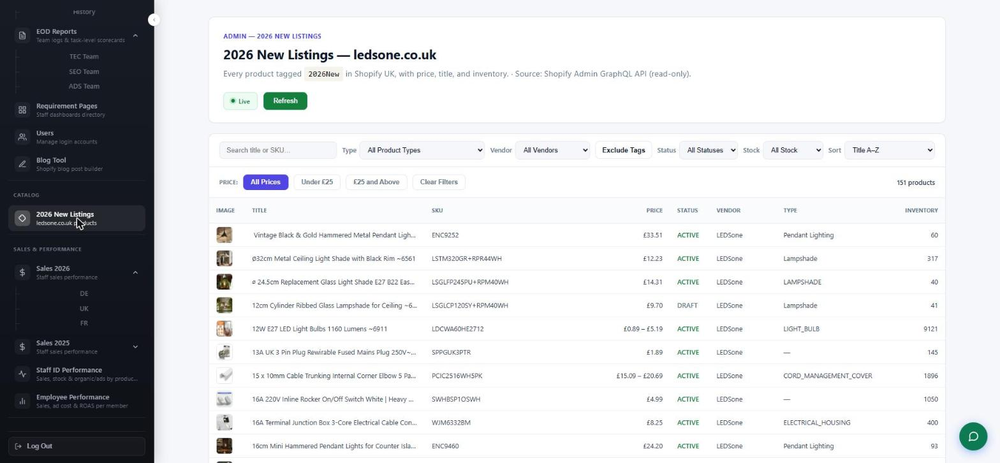 History
EOD Reports
Team logs & task-level scorecards
TEC Team
SEO Team
ADS Team
Requirement Pages
Staff dashboards directory
Users
Manage login accounts
Blog Tool
Shopify blog post builder
CATALOG
2026 New Listings
ledsone.co.uk products
SALES & PERFORMANCE
Sales 2026
Staff sales performance
DE
UK
FR
Sales 2025
Staff sales performance
Staff ID Performance
Sales, stock & organic/ads by produc...
Employee Performance
Sales, ad cost & ROAS per member
Log Out
ADMIN — 2026 NEW LISTINGS
2026 New Listings — ledsone.co.uk
Every product tagged 2026New in Shopify UK, with price, title, and inventory. · Source: Shopify Admin GraphQL API (read-only).
Live Refresh
Search title or SKU... Type All Product Types Vendor All Vendors Exclude Tags Status All Statuses Stock All Stock Sort Title A–Z
PRICE: All Prices Under £25 £25 and Above Clear Filters 151 products
IMAGE TITLE SKU PRICE STATUS VENDOR TYPE INVENTORY
Vintage Black & Gold Hammered Metal Pendant Ligh... ENC9252 £33.51 ACTIVE LEDSone Pendant Lighting 60
Ø32cm Metal Ceiling Light Shade with Black Rim ~6561 LSTM320GR+RPR44WH £12.23 ACTIVE LEDSone Lampshade 317
⌀ 24.5cm Replacement Glass Light Shade E27 B22 Eas... LSGLFP245PU+RPM40WH £14.31 ACTIVE LEDSone LAMPSHADE 40
12cm Cylinder Ribbed Glass Lampshade for Ceiling ~6... LSGLCP120SY+RPM40WH £9.70 DRAFT LEDSone Lampshade 41
12W E27 LED Light Bulbs 1160 Lumens ~6911 LDCWA60HE2712 £0.89 – £5.19 ACTIVE LEDSone LIGHT_BULB 9121
13A UK 3 Pin Plug Rewirable Fused Mains Plug 250V~... SPPGUK3PTR £1.89 ACTIVE LEDSone — 145
15 x 10mm Cable Trunking Internal Corner Elbow 5 Pa... PCIC2516WH5PK £15.09 – £20.69 ACTIVE LEDSone CORD_MANAGEMENT_COVER 1896
16A 220V Inline Rocker On/Off Switch White | Heavy ... SWHBSP1OSWH £4.99 ACTIVE LEDSone — 1050
16A Terminal Junction Box 3-Core Electrical Cable Con... WJM6332BM £8.25 ACTIVE LEDSone ELECTRICAL_HOUSING 400
16cm Mini Hammered Pendant Lights for Counter Isla... ENC9460 £24.20 ACTIVE LEDSone Pendant Lighting 93